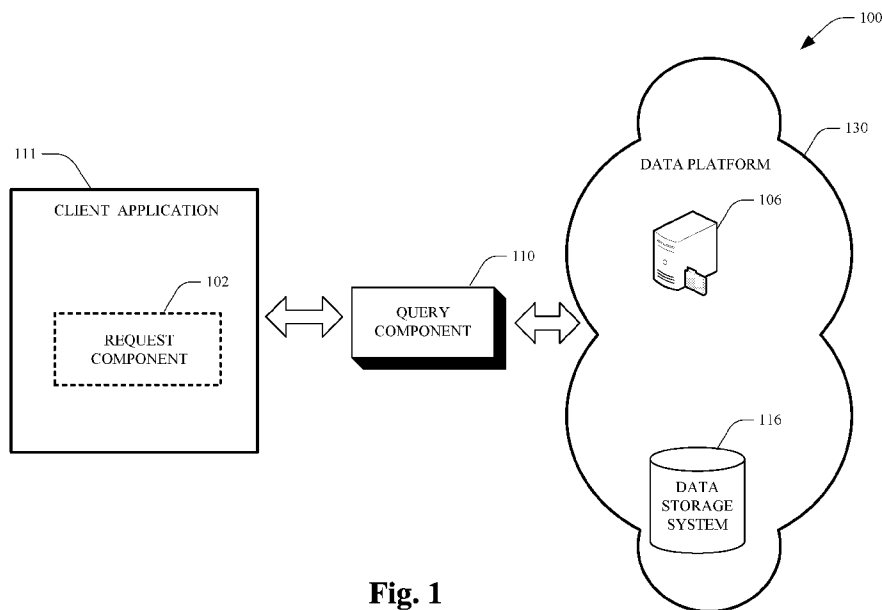 100
130
DATA PLATFORM
106
111
CLIENT APPLICATION
102
REQUEST
COMPONENT
110
QUERY
COMPONENT
116
DATA
STORAGE
SYSTEM
Fig. 1